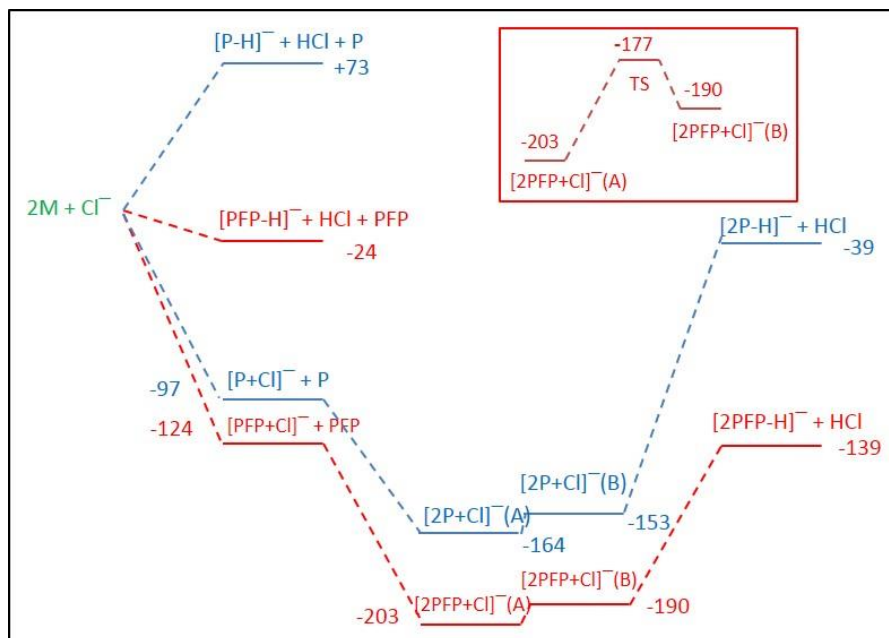 [P-H]⁻ + HCl + P
+73
-177
TS
-190
[2PFP+Cl]⁻(B)
-203
[2PFP+Cl]⁻(A)
2M + Cl⁻
[PFP-H]⁻ + HCl + PFP
-24
[2P-H]⁻ + HCl
-39
-97
[P+Cl]⁻ + P
-124
[PFP+Cl]⁻ + PFP
[2PFP-H]⁻ + HCl
-139
[2P+Cl]⁻(B)
[2P+Cl]⁻(A)
-153
-164
[2PFP+Cl]⁻(B)
-190
-203
[2PFP+Cl]⁻(A)